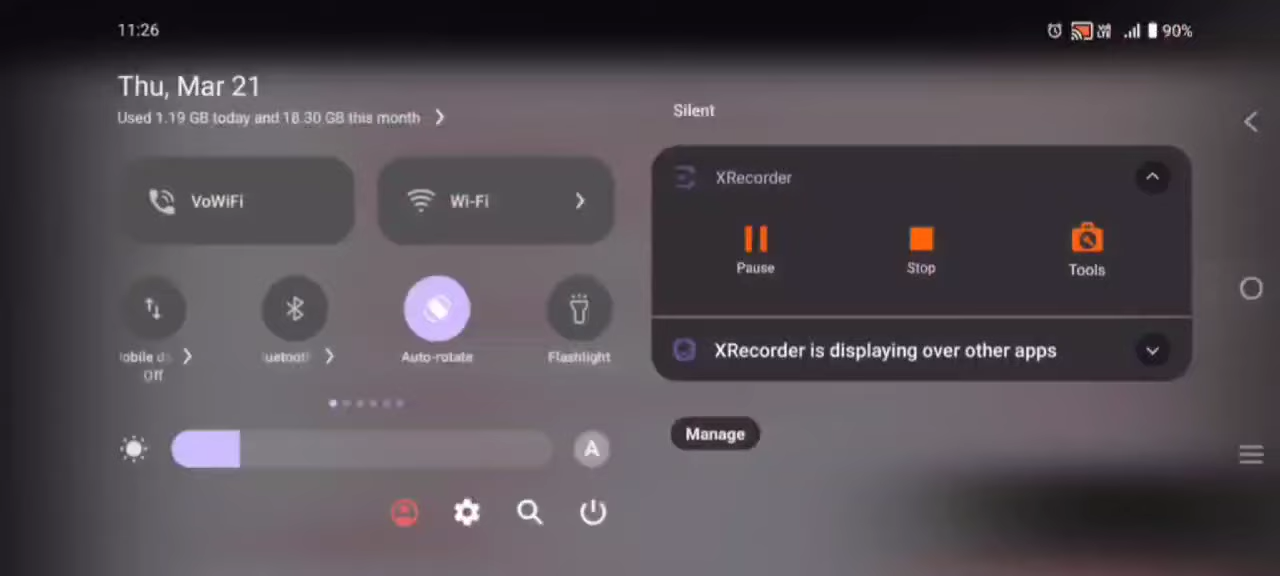 11:26
90%
Thu, Mar 21
Used 1.19 GB today and 18.30 GB this month
VoWiFi
Wi-Fi
Auto-rotate
Flashlight
Off
A
Silent
XRecorder
Pause
Stop
Tools
XRecorder is displaying over other apps
Manage